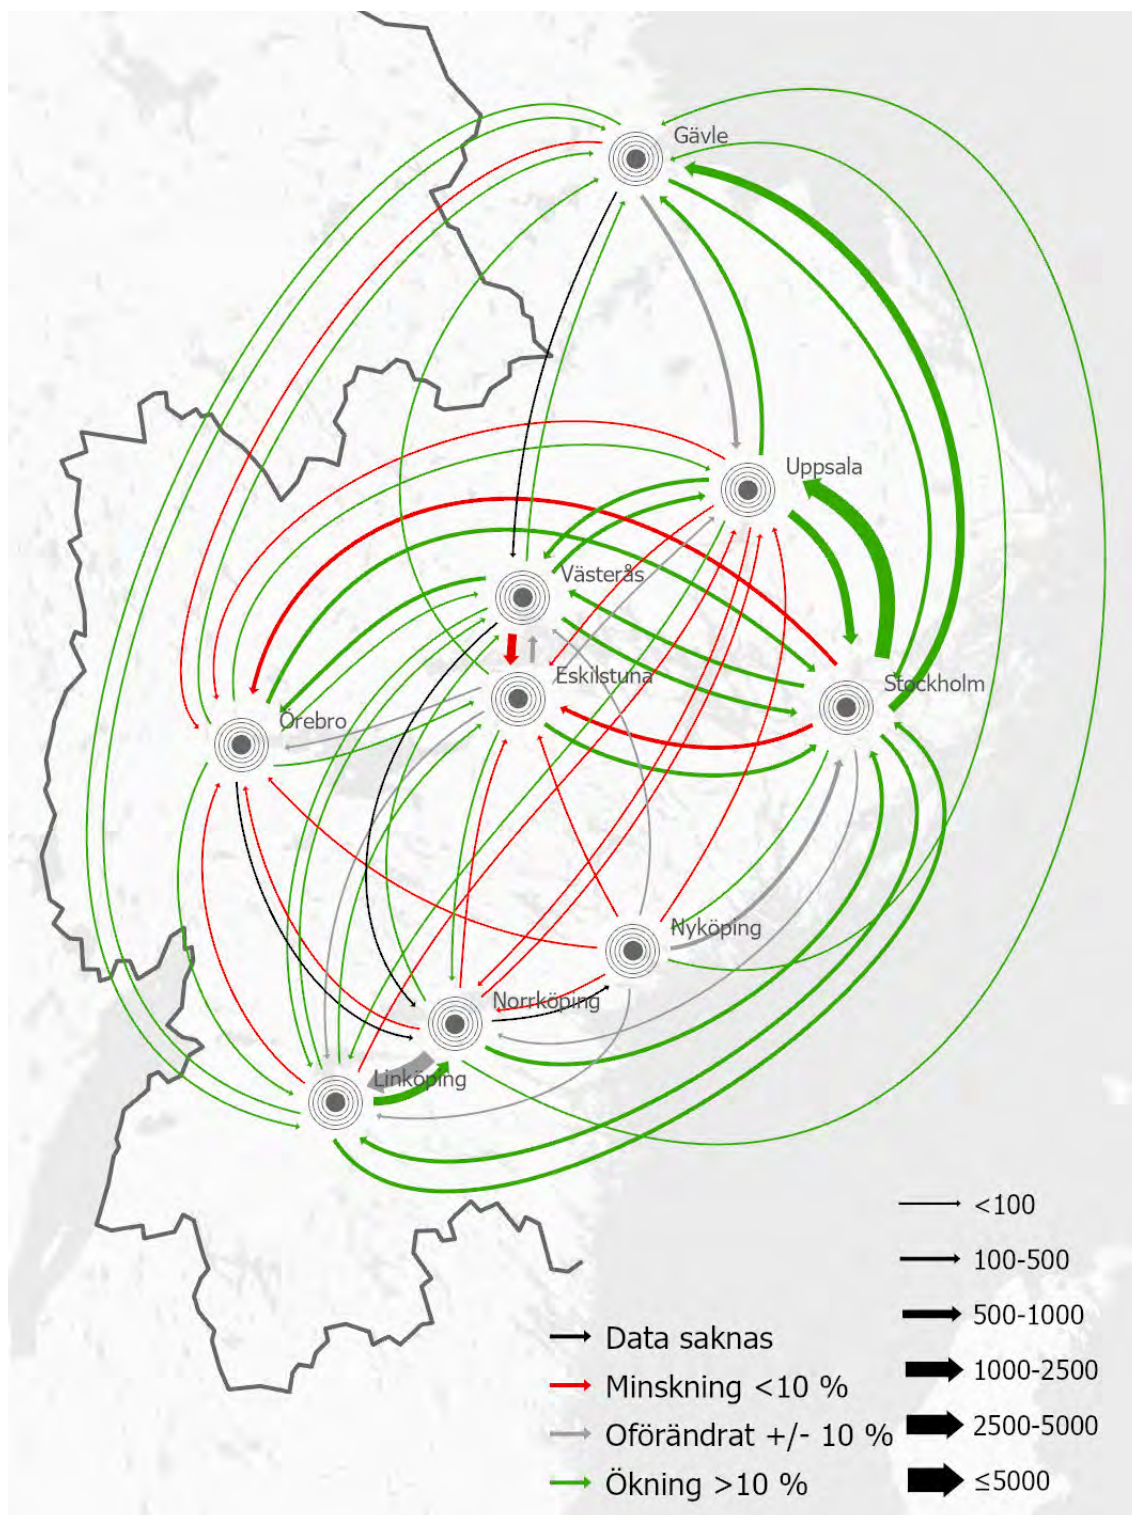 Gävle
Uppsala
Västerås
Eskilstuna
Stockholm
Örebro
Nyköping
Norrköping
Linköping
<100
100-500
500-1000
1000-2500
2500-5000
≤5000
Data saknas
Minskning <10 %
Oförändrat +/- 10 %
Ökning >10 %